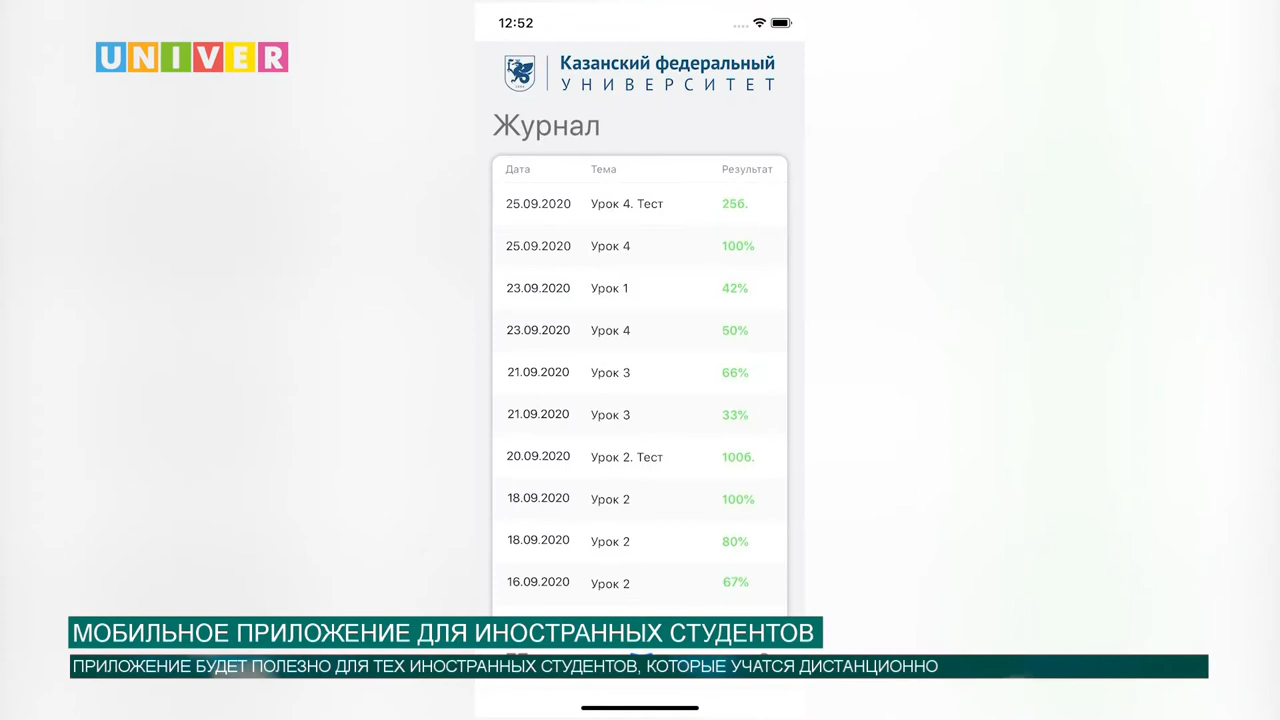 12:52
UNIVER
Казанский федеральный
УНИВЕРСИТЕТ
Журнал
Дата Тема Результат
25.09.2020 Урок 4. Тест 25б.
25.09.2020 Урок 4 100%
23.09.2020 Урок 1 42%
23.09.2020 Урок 4 50%
21.09.2020 Урок 3 66%
21.09.2020 Урок 3 33%
20.09.2020 Урок 2. Тест 100б.
18.09.2020 Урок 2 100%
18.09.2020 Урок 2 80%
16.09.2020 Урок 2 67%
МОБИЛЬНОЕ ПРИЛОЖЕНИЕ ДЛЯ ИНОСТРАННЫХ СТУДЕНТОВ
ПРИЛОЖЕНИЕ БУДЕТ ПОЛЕЗНО ДЛЯ ТЕХ ИНОСТРАННЫХ СТУДЕНТОВ, КОТОРЫЕ УЧАТСЯ ДИСТАНЦИОННО